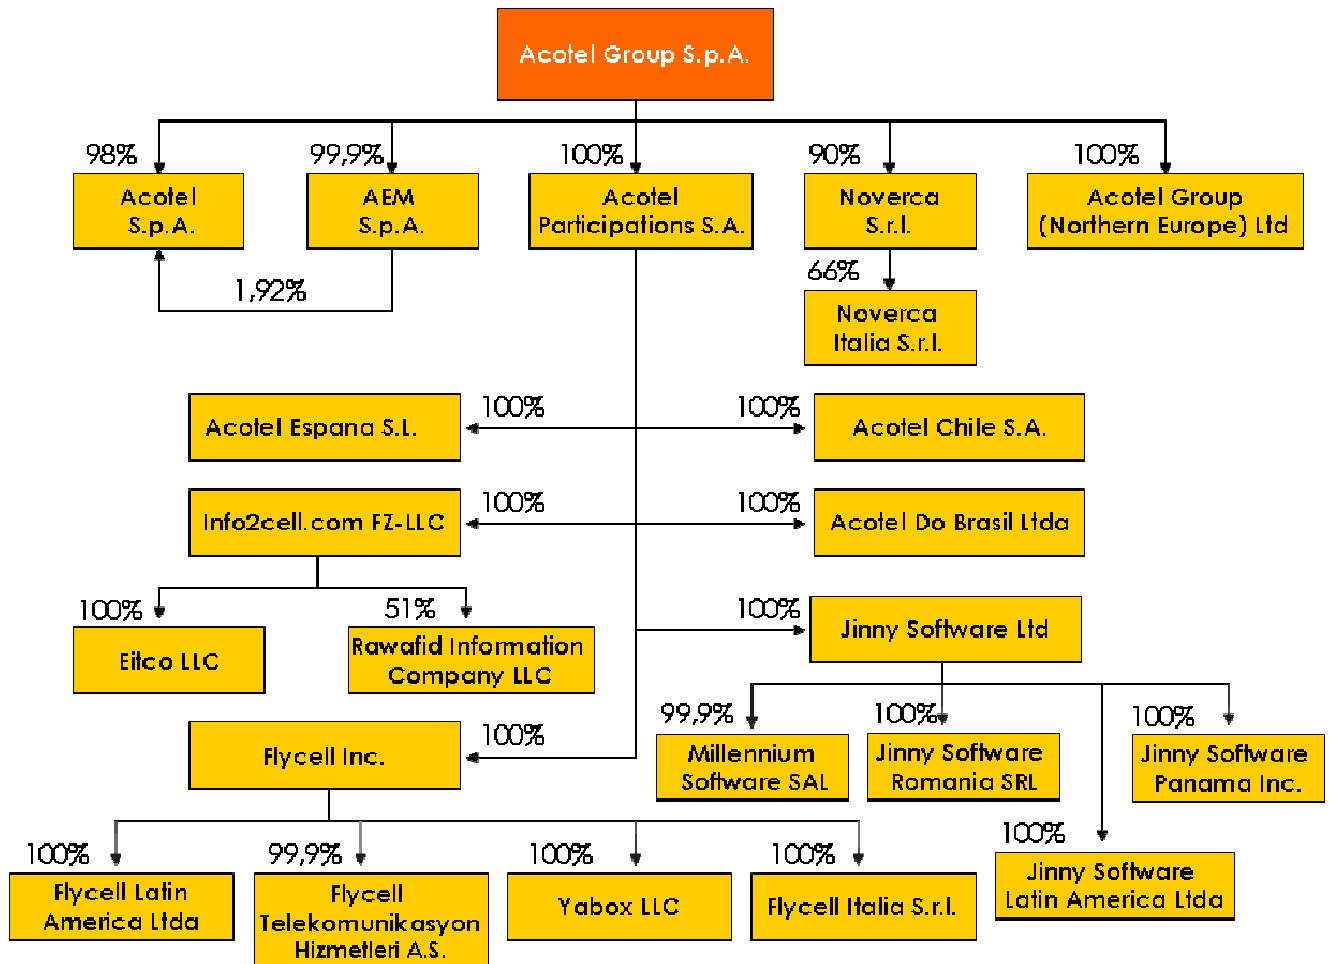 Acotel Group S.p.A.
98%
99,9%
100%
90%
100%
Acotel
S.p.A.
AEM
S.p.A.
Acotel
Participations S.A.
Noverca
S.r.l.
Acotel Group
(Northern Europe) Ltd
1,92%
66%
Noverca
Italia S.r.l.
100%
100%
Acotel Espana S.L.
Acotel Chile S.A.
100%
100%
Info2cell.com FZ-LLC
Acotel Do Brasil Ltda
100%
51%
100%
Eitco LLC
Rawafid Information
Company LLC
Jinny Software Ltd
100%
Flycell Inc.
99,9%
100%
100%
Millennium
Software SAL
Jinny Software
Romania SRL
Jinny Software
Panama Inc.
100%
99,9%
100%
100%
100%
Flycell Latin
America Ltda
Flycell
Telekomunikasyon
Hizmetleri A.S.
Yabox LLC
Flycell Italia S.r.l.
Jinny Software
Latin America Ltda